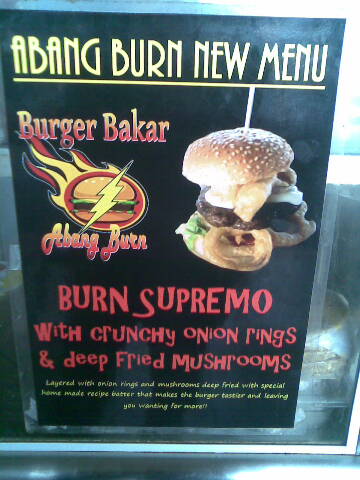 ABANG BURN NEW MENU
Burger Bakar
Abang Burn
BURN SUPREMO
With crunchy onion rings
& deep Fried Mushrooms
Layered with onion rings and mushrooms deep fried with special
home made recipe batter that makes the burger tastier and leaving
you wanting for more!!